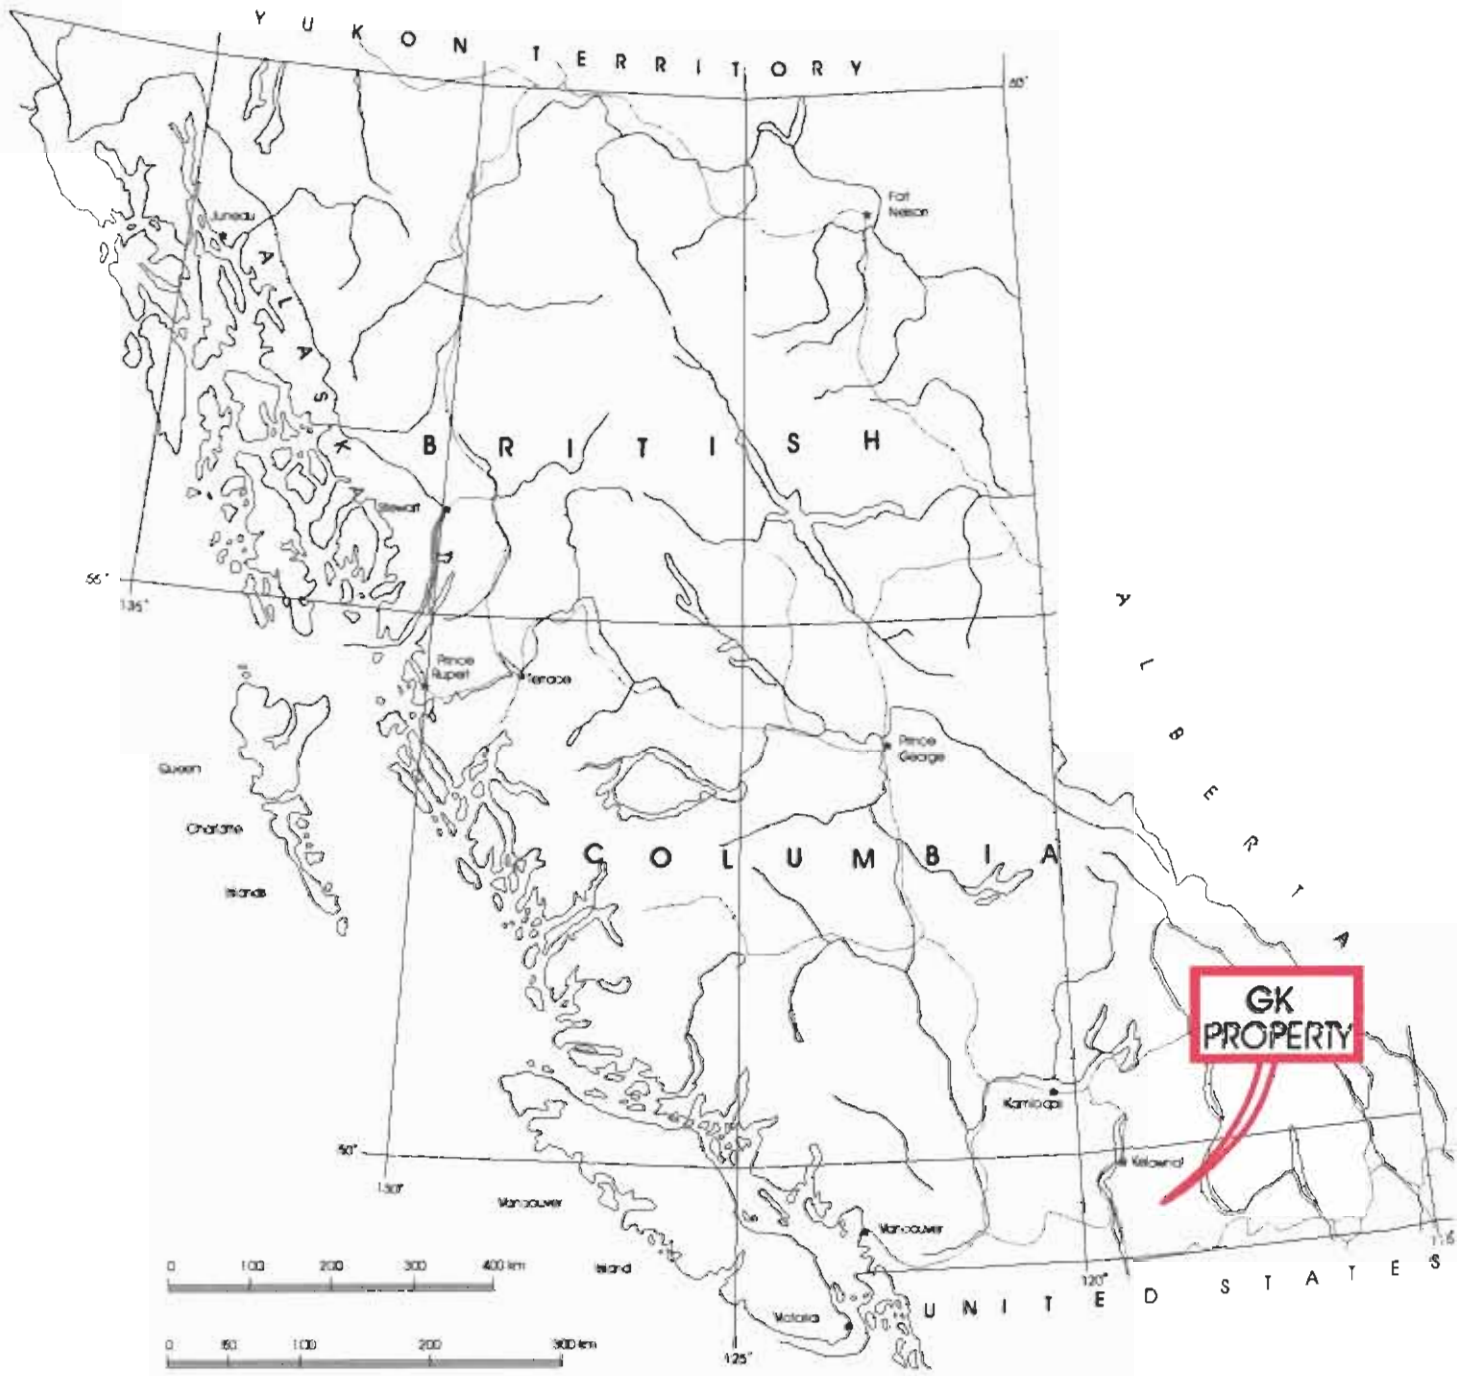 YUKON TERRITORY
60°
Juneau
Fort
Nelson
ALASKA
BRITISH
Stewart
55°
135°
Prince
Rupert
Terrace
ALBERTA
Queen
Charlotte
Islands
Prince
George
COLUMBIA
GK
PROPERTY
Kamloops
50°
130°
Kelowna
Vancouver
Vancouver
Island
0 100 200 300 400 km
120°
115
UNITED STATES
Victoria
0 50 100 200 300 km
125°